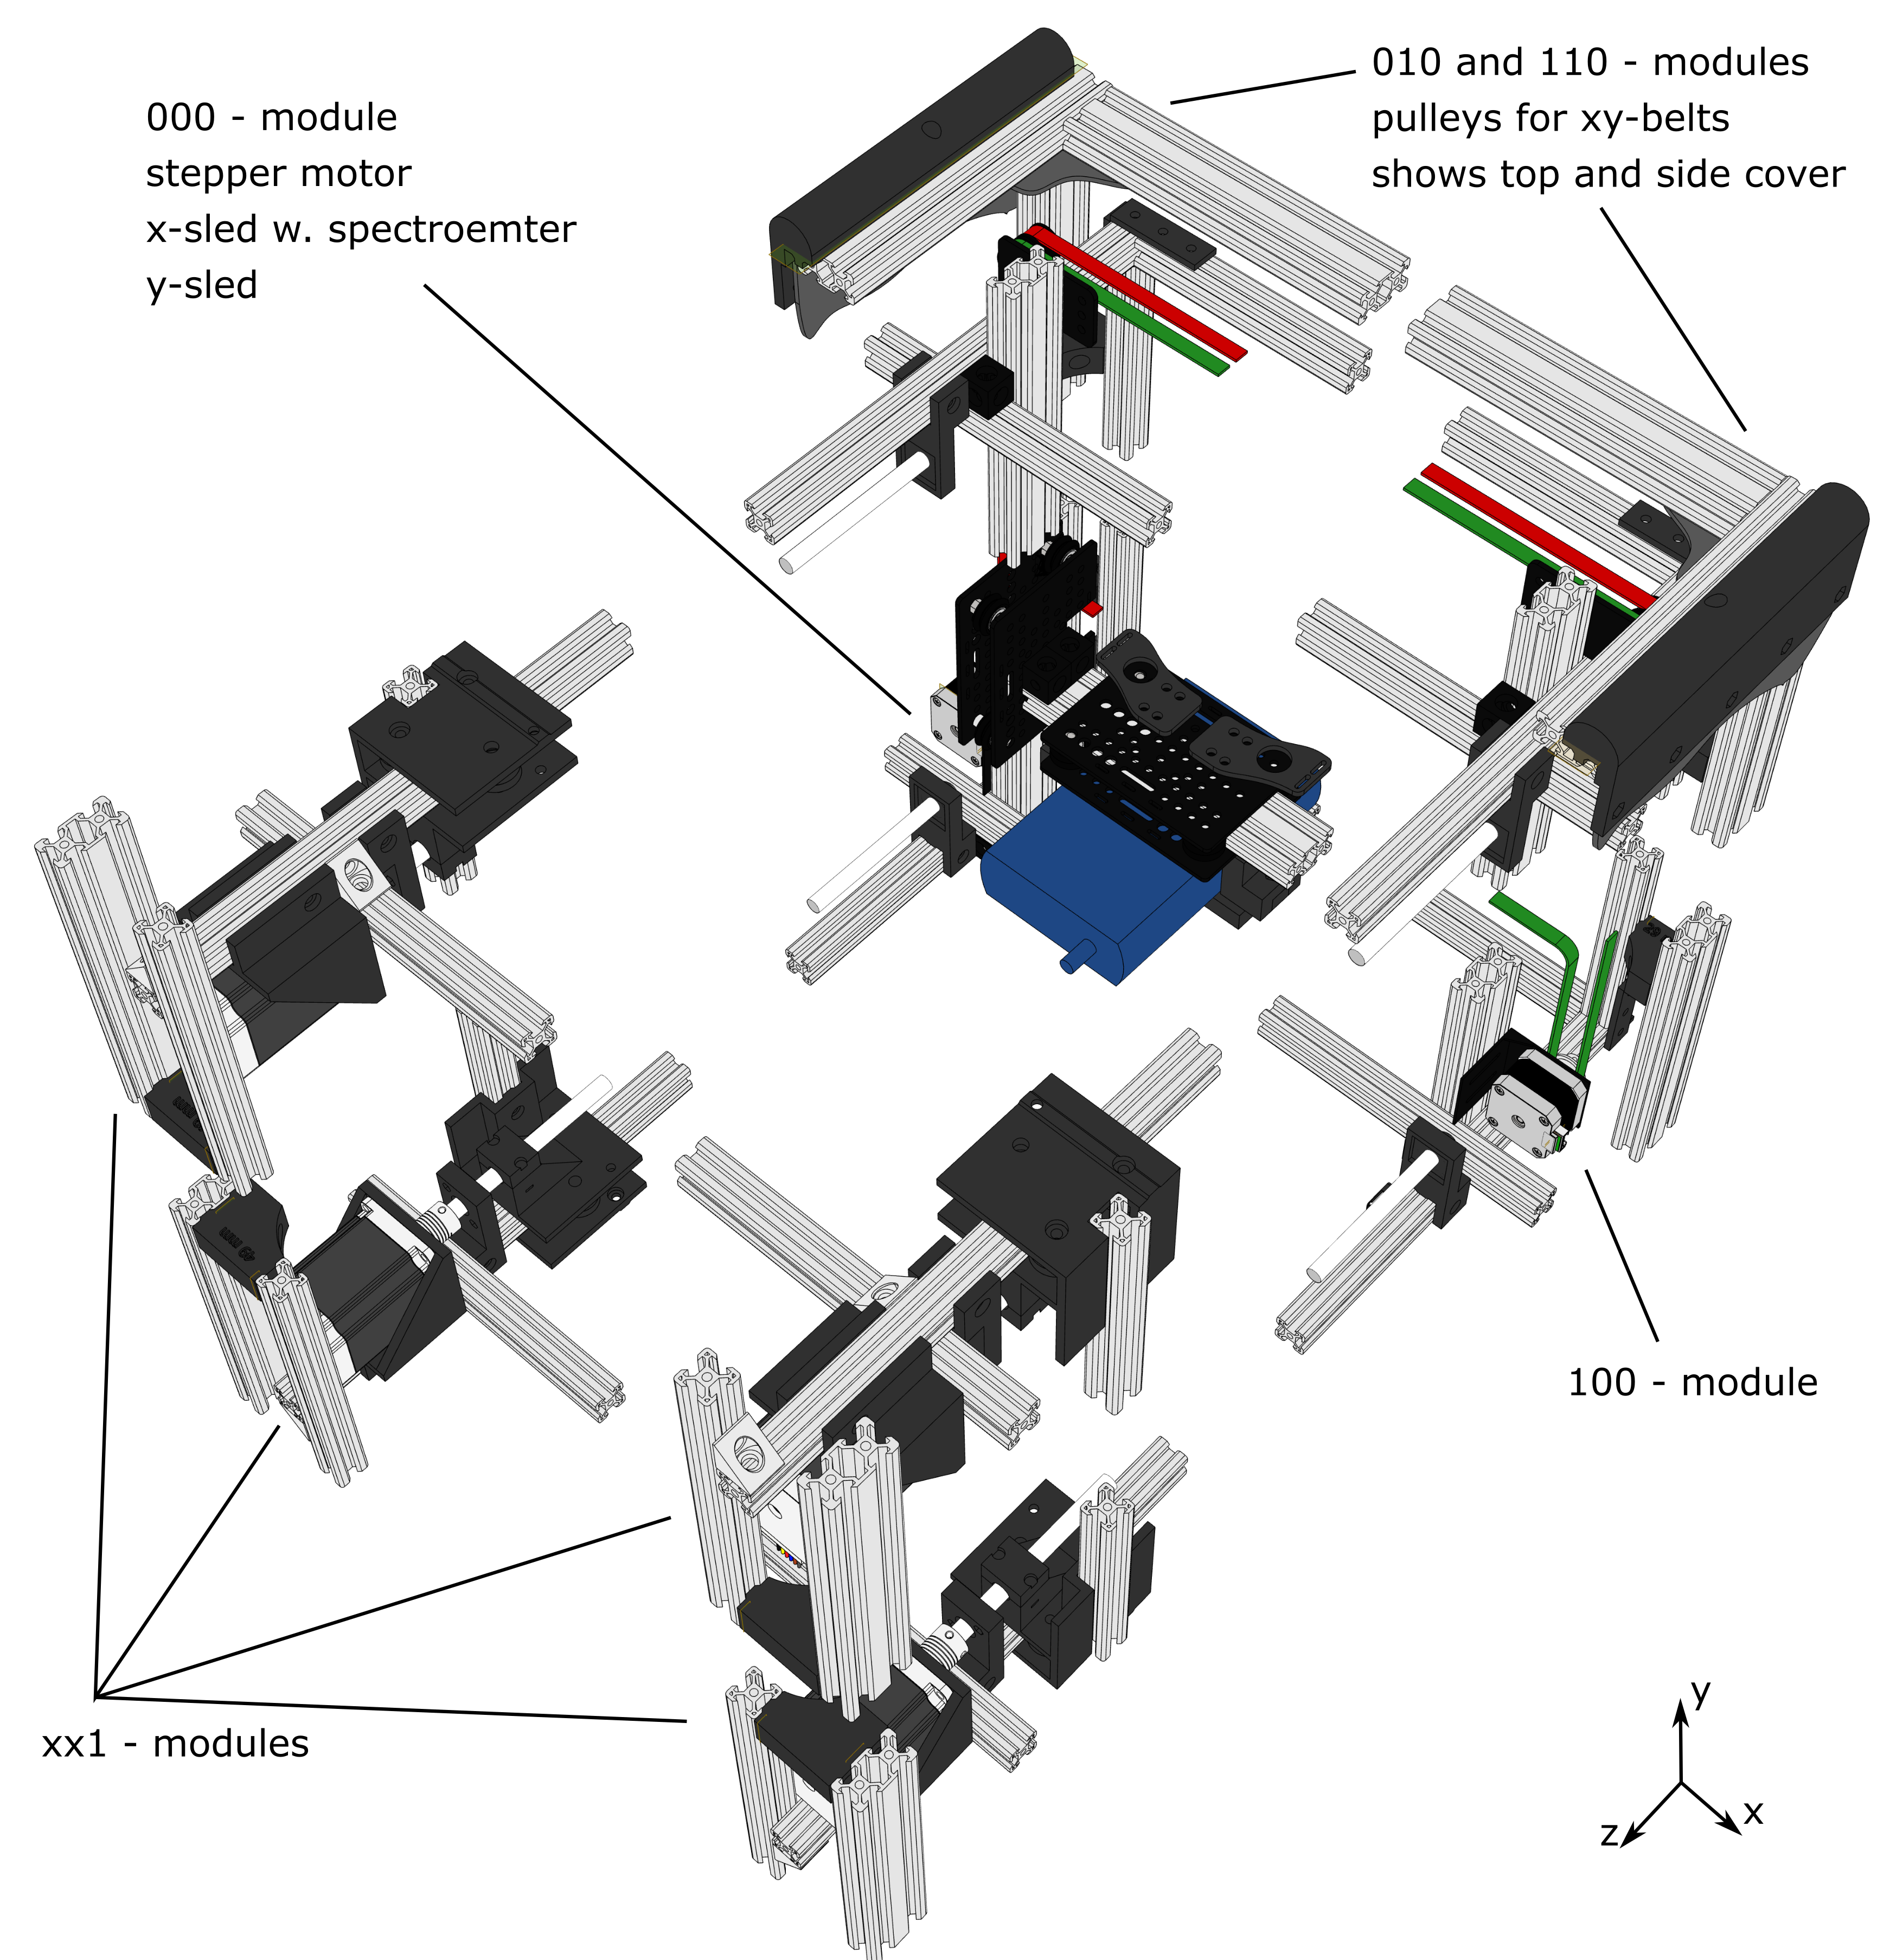 000 - module
stepper motor
x-sled w. spectroemter
y-sled
010 and 110 - modules
pulleys for xy-belts
shows top and side cover
100 - module
xx1 - modules
y
x
z